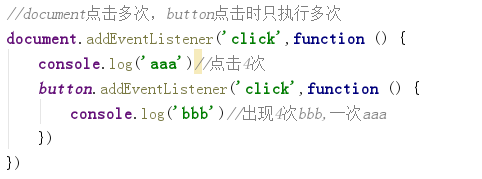 //document点击多次，button点击时只执行多次
document.addEventListener('click',function () {
console.log('aaa')//点击4次
button.addEventListener('click',function () {
console.log('bbb')//出现4次bbb,一次aaa
})
})